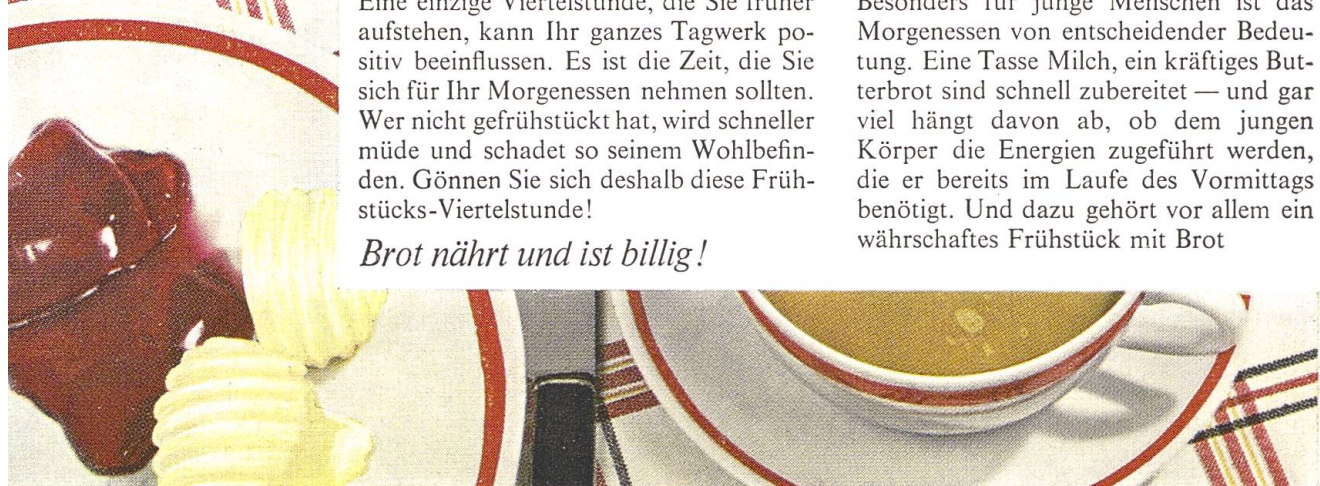 Eine einzige Viertelstunde, die Sie früher
aufstehen, kann Ihr ganzes Tagwerk po-
sitiv beeinflussen. Es ist die Zeit, die Sie
sich für Ihr Morgenessen nehmen sollten.
Wer nicht gefrühstückt hat, wird schneller
müde und schadet so seinem Wohlbefin-
den. Gönnen Sie sich deshalb diese Früh-
stücks-Viertelstunde!
Brot nährt und ist billig!
Besonders für junge Menschen ist das
Morgenessen von entscheidender Bedeu-
tung. Eine Tasse Milch, ein kräftiges But-
terbrot sind schnell zubereitet — und gar
viel hängt davon ab, ob dem jungen
Körper die Energien zugeführt werden,
die er bereits im Laufe des Vormittags
benötigt. Und dazu gehört vor allem ein
währschaftes Frühstück mit Brot